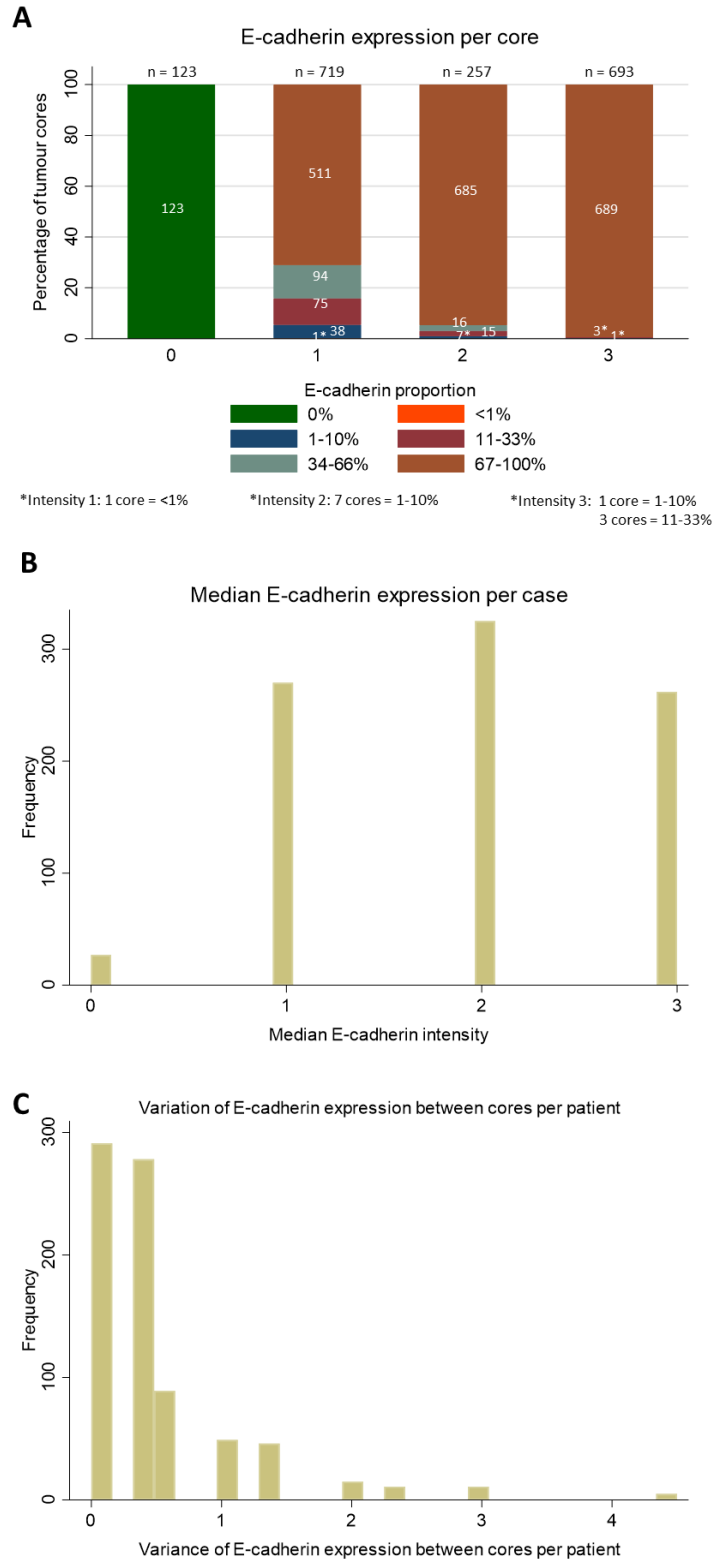 A
E-cadherin expression per core
n = 123 n = 719 n = 257 n = 693
Percentage of tumour cores
100
80
60
40
20
0
123
511
94
75
38
1*
685
16
15
7*
689
3*
1*
0 1 2 3
E-cadherin proportion
0% <1%
1-10% 11-33%
34-66% 67-100%
*Intensity 1: 1 core = <1% *Intensity 2: 7 cores = 1-10% *Intensity 3: 1 core = 1-10%
3 cores = 11-33%
B
Median E-cadherin expression per case
Frequency
300
200
100
0
0 1 2 3
Median E-cadherin intensity
C
Variation of E-cadherin expression between cores per patient
Frequency
300
200
100
0
0 1 2 3 4
Variance of E-cadherin expression between cores per patient